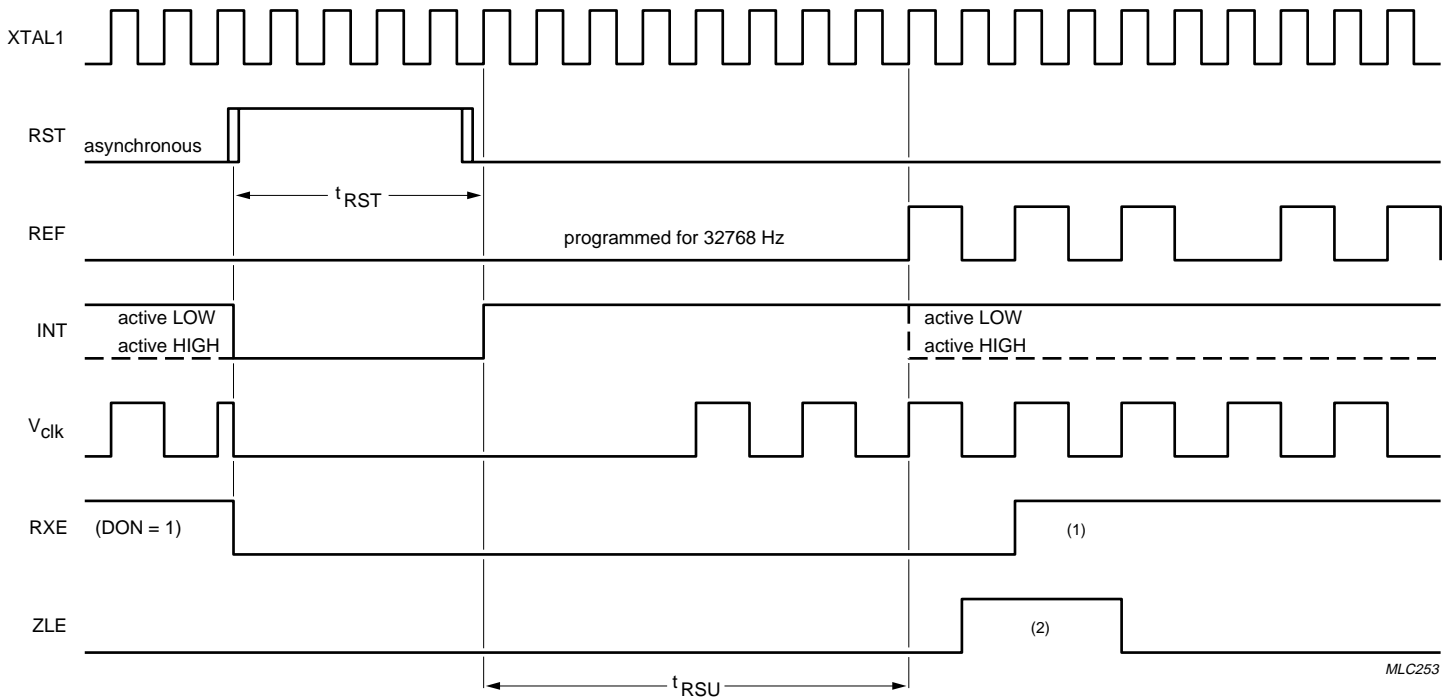 XTAL1
RST
asynchronous
tRST
REF
programmed for 32768 Hz
INT
active LOW
active HIGH
active LOW
active HIGH
Vclk
RXE
(DON = 1)
(1)
ZLE
(2)
MLC253
tRSU